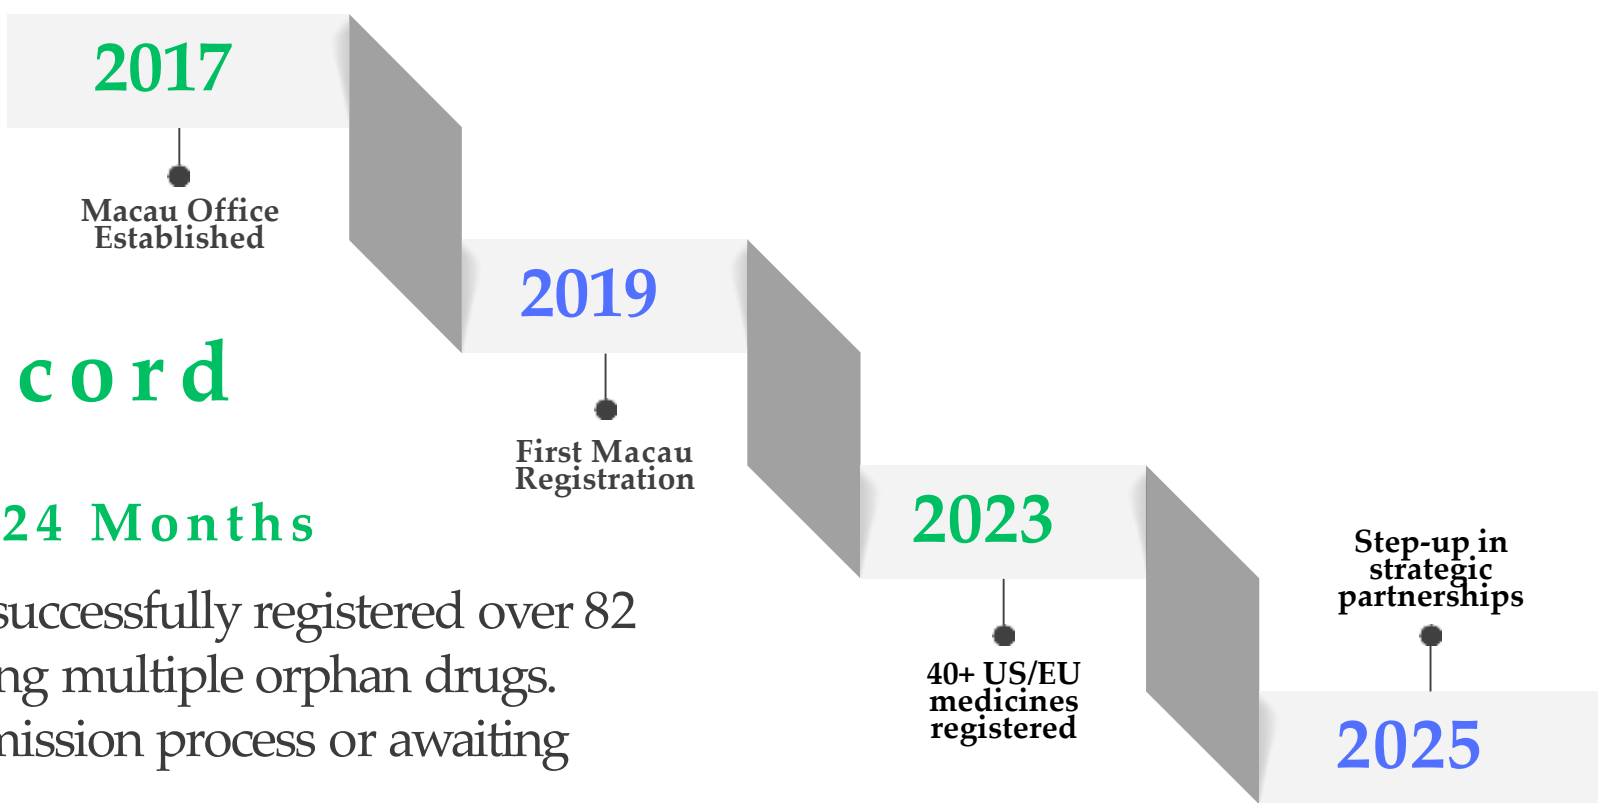 2017
Macau Office
Established
2019
First Macau
Registration
cord
24 Months
successfully registered over 82
ng multiple orphan drugs.
mission process or awaiting
2023
40+ US/EU
medicines
registered
Step-up in
strategic
partnerships
2025